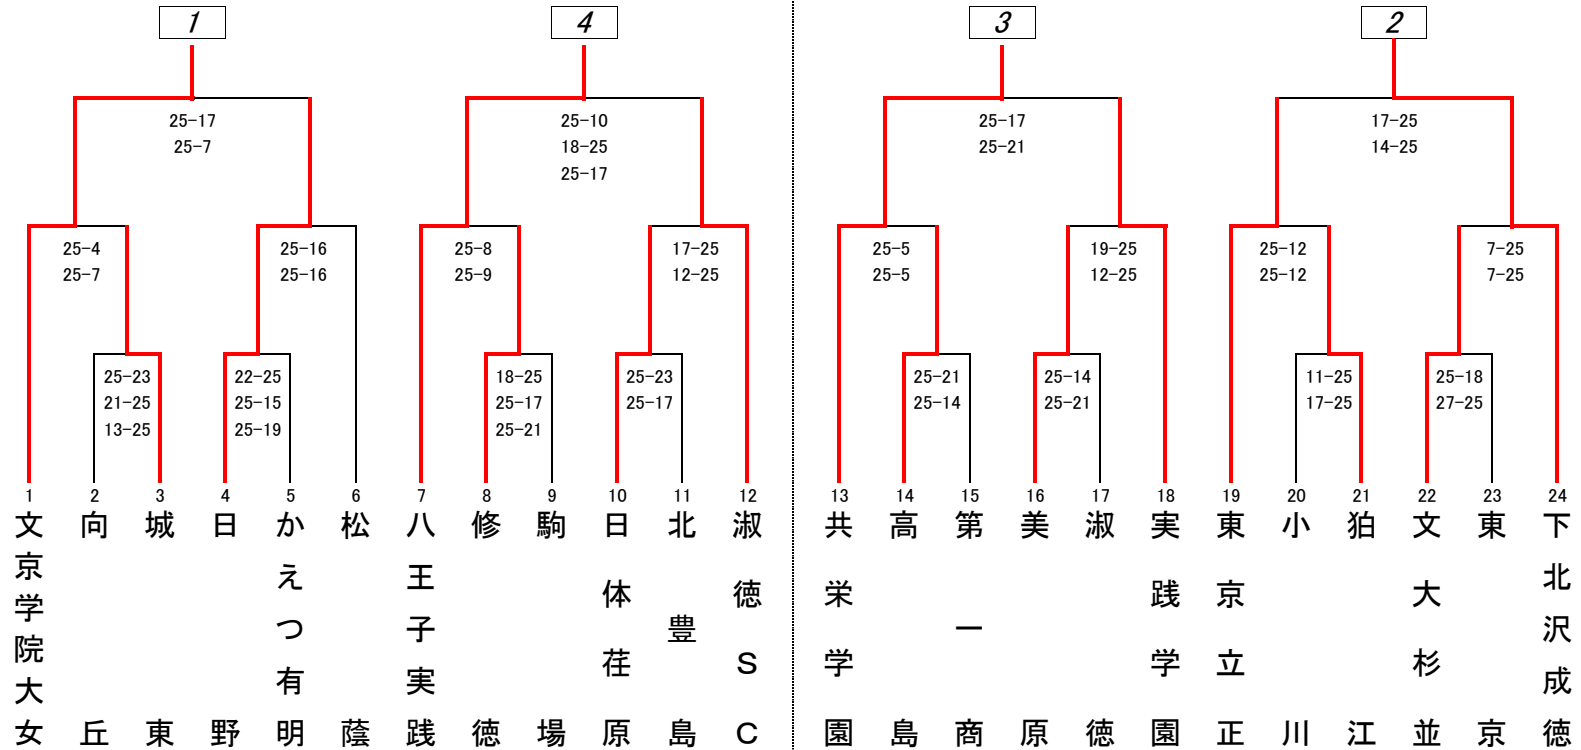 1 4 3 2
25-17 25-10 25-17 17-25
25-7 18-25 25-21 14-25
25-17
25-4 25-16 25-8 17-25 25-5 19-25 25-12 7-25
25-7 25-16 25-9 12-25 25-5 12-25 25-12 7-25
25-23 22-25 18-25 25-23 25-21 25-14 11-25 25-18
21-25 25-15 25-17 25-17 25-14 25-21 17-25 27-25
13-25 25-19 25-21
1 2 3 4 5 6 7 8 9 10 11 12 13 14 15 16 17 18 19 20 21 22 23 24
文京学院大女
向丘
城東
日野
かえつ有明
松蔭
八王子実践
修徳
駒場
日体荏原
北豊島
淑徳ＳＣ
共栄学園
高島
第一商
美原
淑徳
実践学園
東京立正
小川
狛江
文大杉並
東京
下北沢成徳